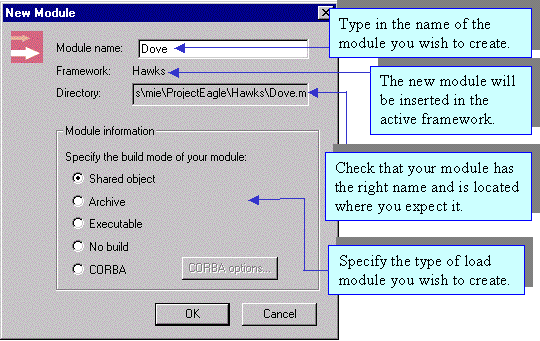 New Module
Module name: Dove
Framework: Hawks
Directory: s\mie\ProjectEagle\Hawks\Dove.m
Module information
Specify the build mode of your module:
Shared object
Archive
Executable
No build
CORBA
CORBA options...
OK
Cancel
Type in the name of the
module you wish to create.
The new module will
be inserted in the
active framework.
Check that your module has
the right name and is located
where you expect it.
Specify the type of load
module you wish to create.